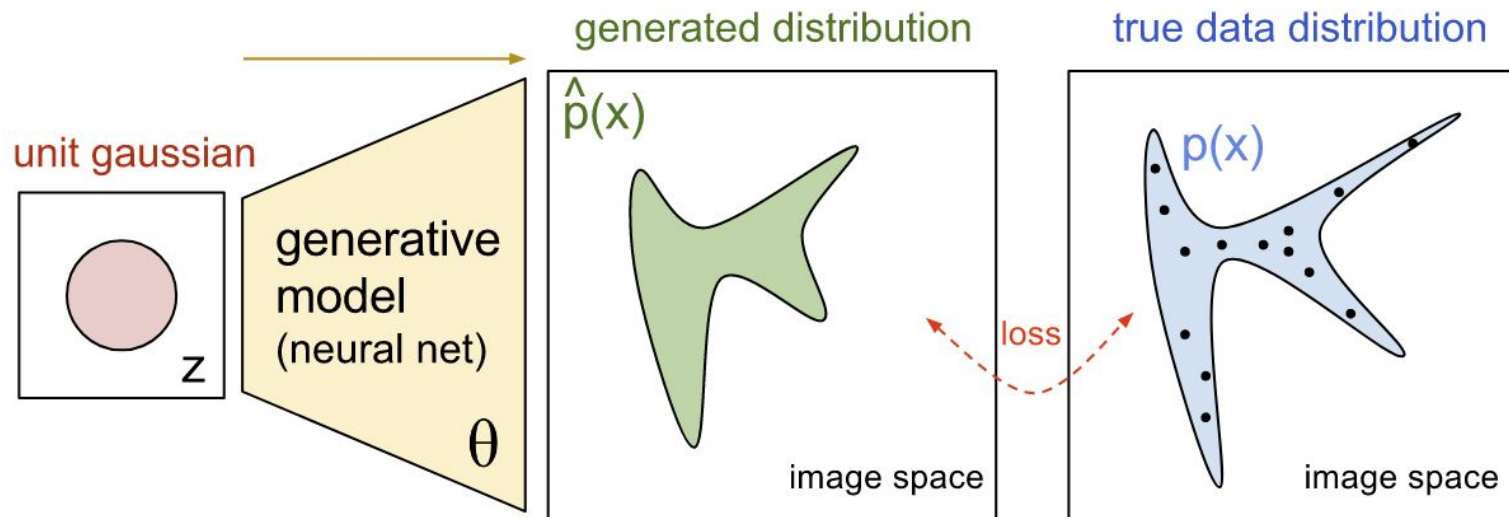 generated distribution
true data distribution
unit gaussian
z
generative
model
(neural net)
θ
p̂(x)
image space
loss
p(x)
image space